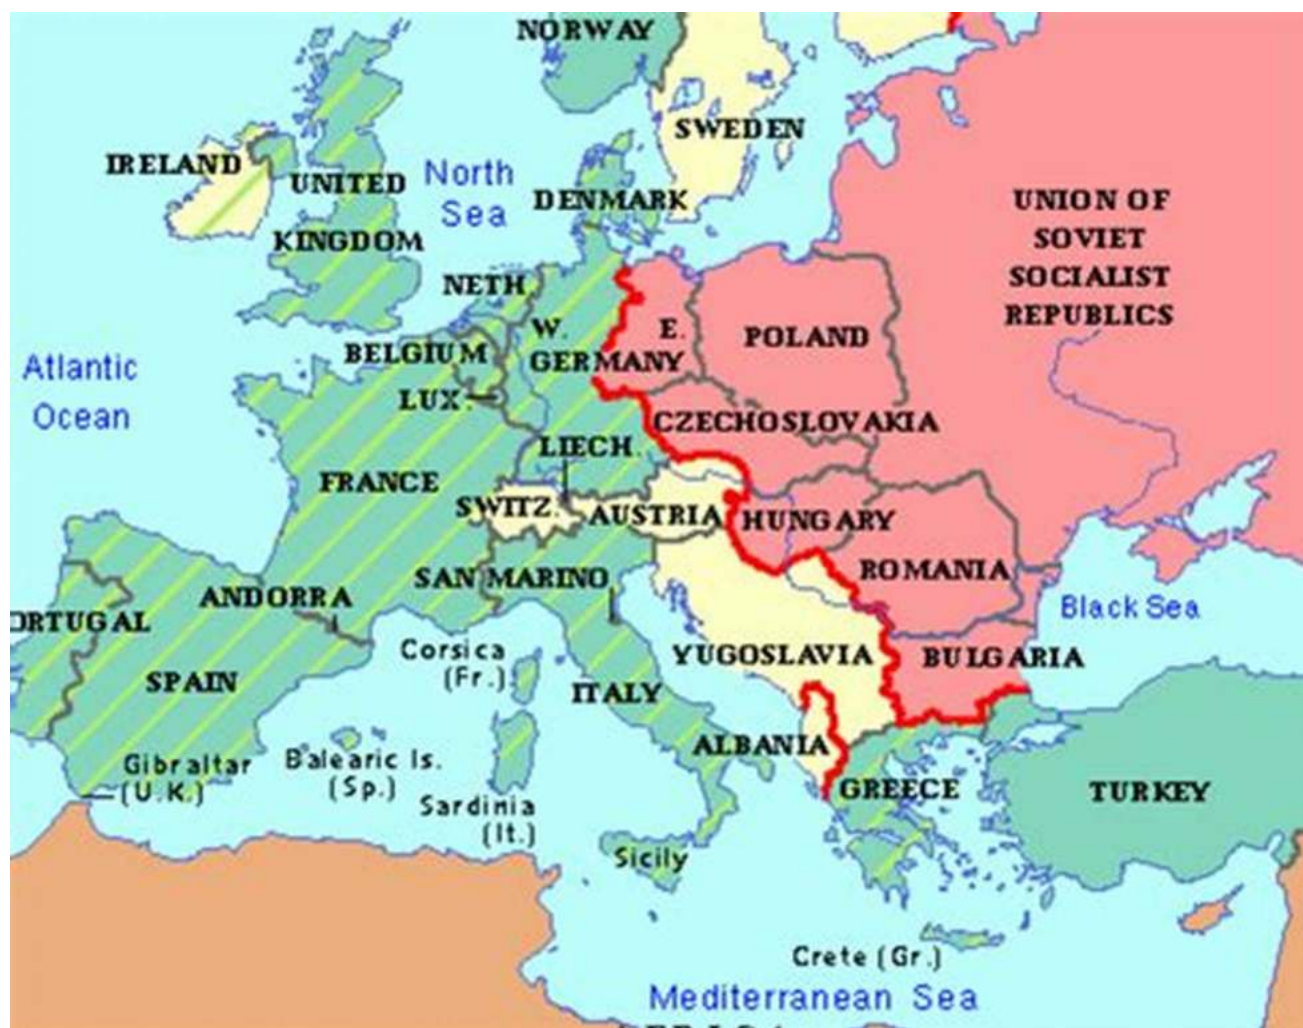 NORWAY
SWEDEN
IRELAND
UNITED
KINGDOM
North
Sea
DENMARK
UNION OF
SOVIET
SOCIALIST
REPUBLICS
NETH.
W.
GERMANY
E.
POLAND
BELGIUM
LUX.
Atlantic
Ocean
CZECHOSLOVAKIA
LIECH.
FRANCE
SWITZ.
AUSTRIA
HUNGARY
ROMANIA
SAN MARINO
ANDORRA
ORTUGAL
Black Sea
Corsica
(Fr.)
YUGOSLAVIA
BULGARIA
SPAIN
ITALY
ALBANIA
Gibraltar
(U.K.)
Balearic Is.
(Sp.)
Sardinia
(It.)
GREECE
TURKEY
Sicily
Crete (Gr.)
Mediterranean Sea